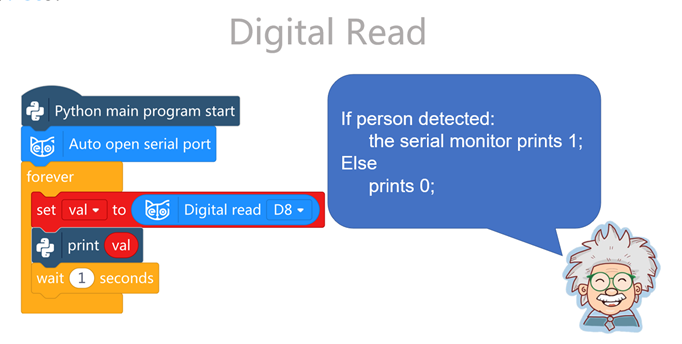 Digital Read
Python main program start
Auto open serial port
forever
set val to Digital read D8
print val
wait 1 seconds
If person detected:
the serial monitor prints 1;
Else
prints 0;